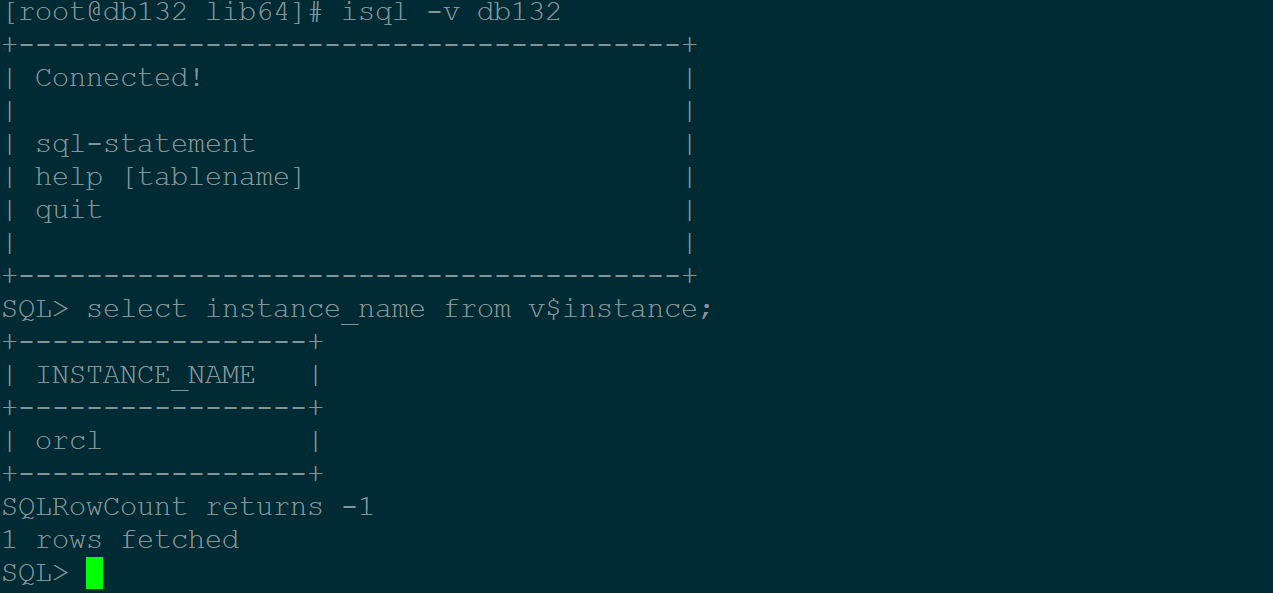 [root@db132 lib64]# isql -v db132
+---------------------------------------+
| Connected!                            |
|                                       |
| sql-statement                         |
| help [tablename]                      |
| quit                                  |
|                                       |
+---------------------------------------+
SQL> select instance_name from v$instance;
+-----------------+
| INSTANCE_NAME   |
+-----------------+
| orcl            |
+-----------------+
SQLRowCount returns -1
1 rows fetched
SQL>